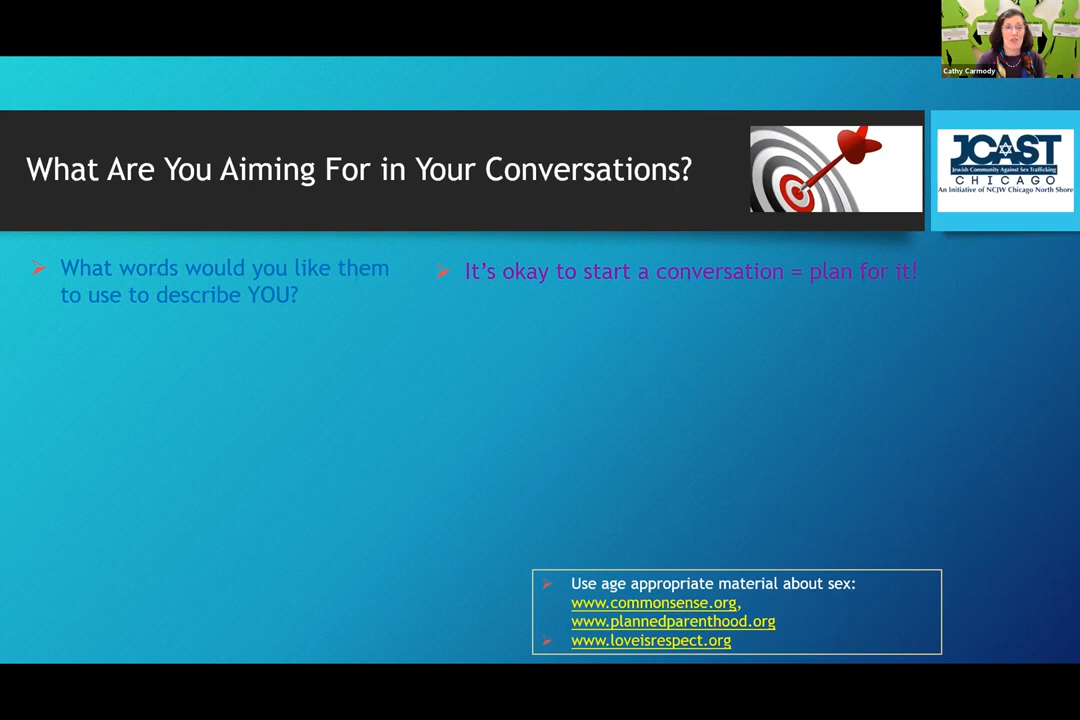 Cathy Carmody
What Are You Aiming For in Your Conversations?
JCAST
Jewish Community Against Sex Trafficking
CHICAGO
An Initiative of NCJW Chicago North Shore
What words would you like them
to use to describe YOU?
It's okay to start a conversation = plan for it!
Use age appropriate material about sex:
www.commonsense.org,
www.plannedparenthood.org
www.loveisrespect.org